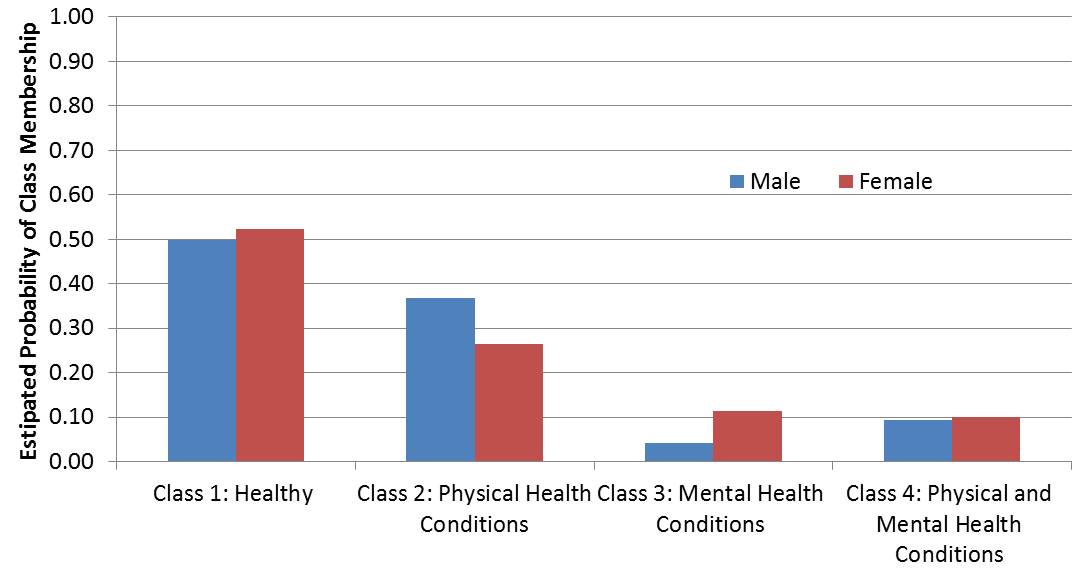 Estipated Probability of Class Membership
1.00
0.90
0.80
0.70
0.60
0.50
0.40
0.30
0.20
0.10
0.00
Male Female
Class 1: Healthy
Class 2: Physical Health
Conditions
Class 3: Mental Health
Conditions
Class 4: Physical and
Mental Health
Conditions